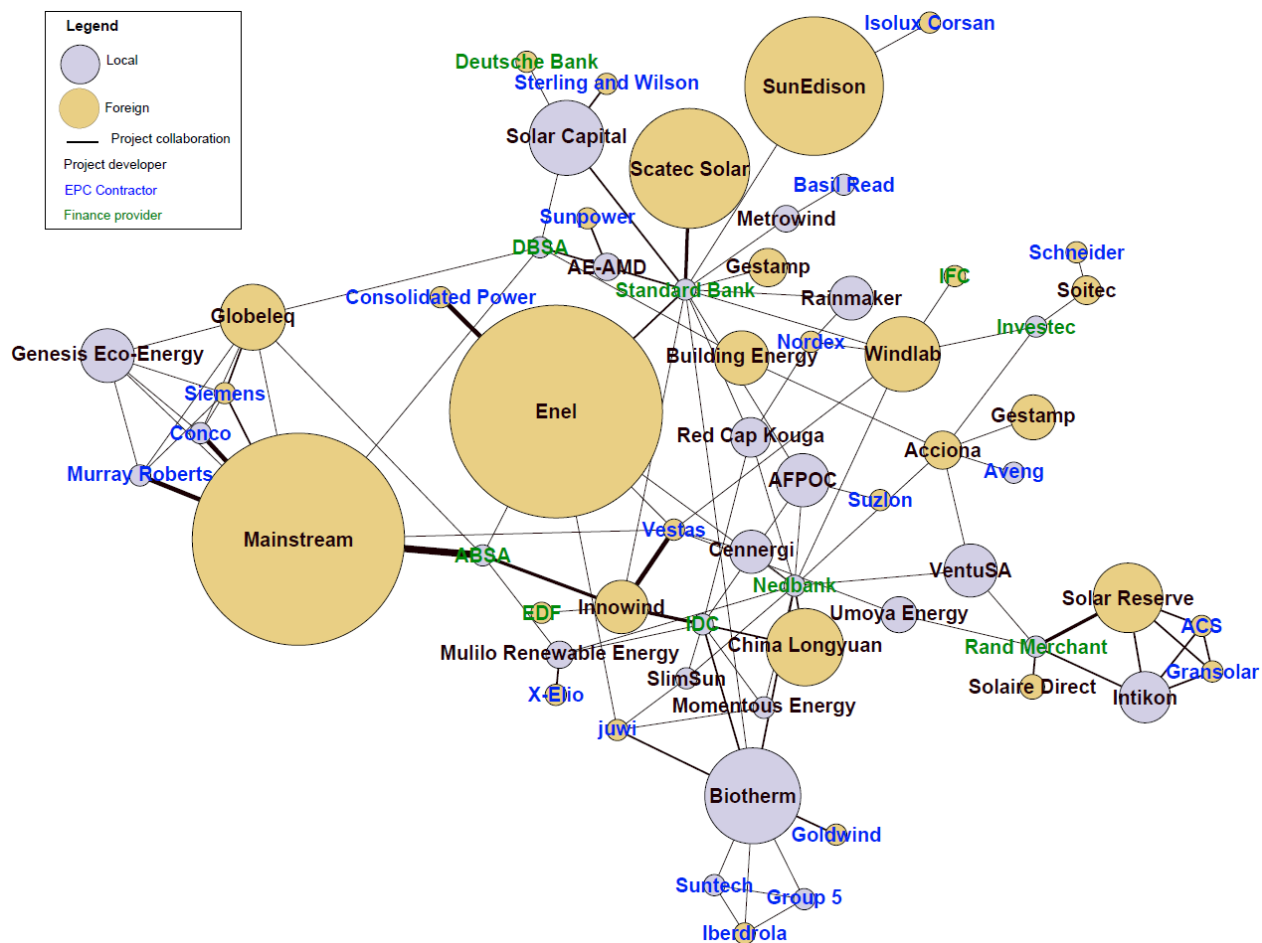 Legend
Local
Foreign
Project collaboration
Project developer
EPC Contractor
Finance provider
Isolux Corsan
Deutsche Bank
Sterling and Wilson
SunEdison
Solar Capital
Scatec Solar
Basil Read
Sunpower
Metrowind
DBSA
AE-AMD
Gestamp
Schneider
IFC
Standard Bank
Soitec
Consolidated Power
Rainmaker
Globeleq
Investec
Nordex
Genesis Eco-Energy
Building Energy
Windlab
Siemens
Enel
Gestamp
Conco
Red Cap Kouga
Acciona
Murray Roberts
AFPOC
Aveng
Suzlon
Vestas
Mainstream
Cennergi
ABSA
VentuSA
Nedbank
Solar Reserve
EDF
Innowind
Umoya Energy
IDC
ACS
China Longyuan
Rand Merchant
Mulilo Renewable Energy
Gransolar
SlimSun
Solaire Direct
X-Elio
Intikon
Momentous Energy
juwi
Biotherm
Goldwind
Suntech
Group 5
Iberdrola